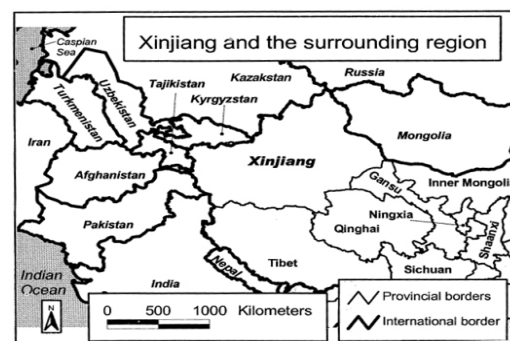 Xinjiang and the surrounding region
Caspian
Sea
Uzbekistan
Tajikistan
Kazakstan
Russia
Turkmenistan
Kyrgyzstan
Iran
Mongolia
Xinjiang
Afghanistan
Gansu
Inner Mongolia
Ningxia
Shaanxi
Pakistan
Qinghai
Tibet
Sichuan
Indian
Ocean
India
Nepal
N
0 500 1000 Kilometers
Provincial borders
International border